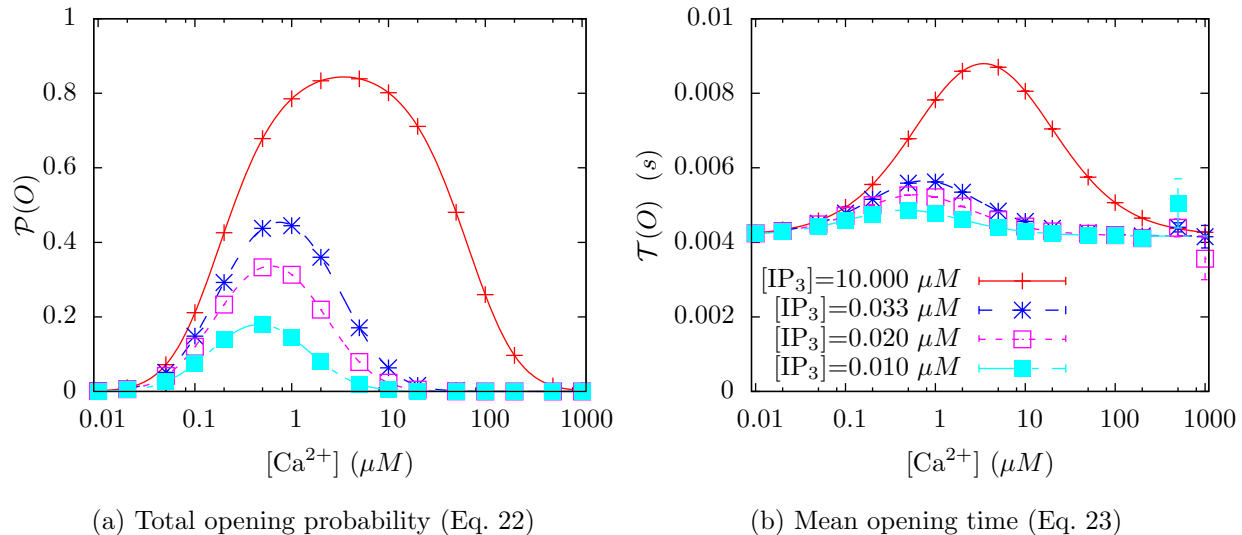 1
0.8
0.6
0.4
0.2
0
0.01 0.1 1 10 100 1000
P(O)
[Ca²⁺] (μM)
(a) Total opening probability (Eq. 22)
0.01
0.008
0.006
0.004
0.002
0
0.01 0.1 1 10 100 1000
T(O) (s)
[IP₃]=10.000 μM
[IP₃]=0.033 μM
[IP₃]=0.020 μM
[IP₃]=0.010 μM
[Ca²⁺] (μM)
(b) Mean opening time (Eq. 23)